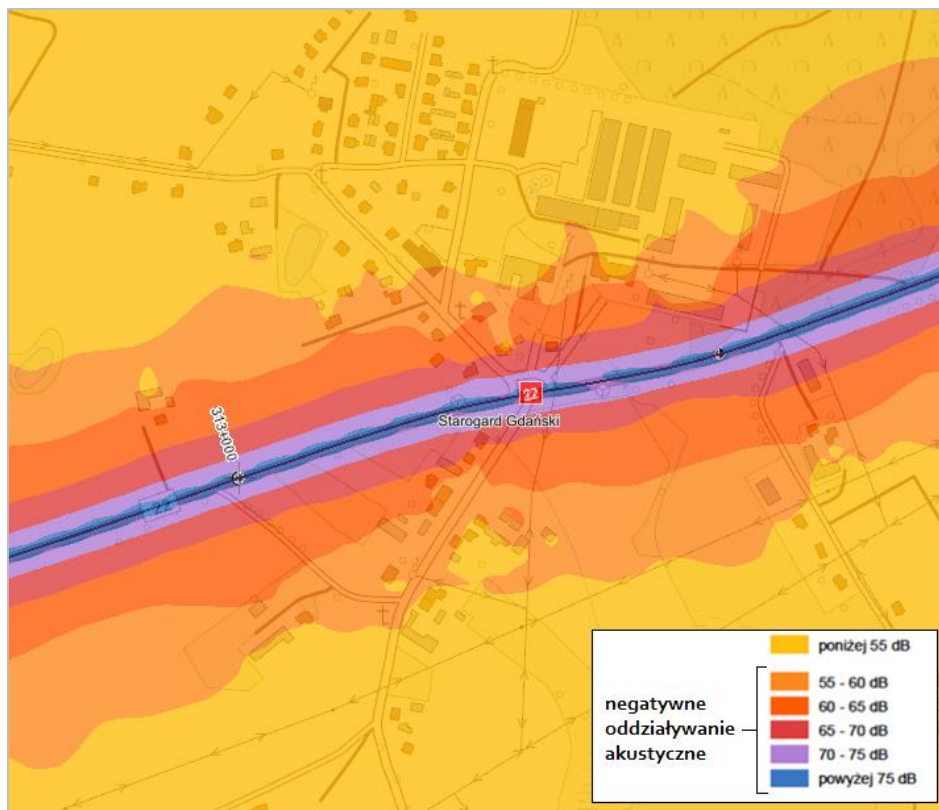 22
Starogard Gdański
313+000
22
poniżej 55 dB
55 - 60 dB
60 - 65 dB
65 - 70 dB
70 - 75 dB
powyżej 75 dB
negatywne
oddziaływanie
akustyczne